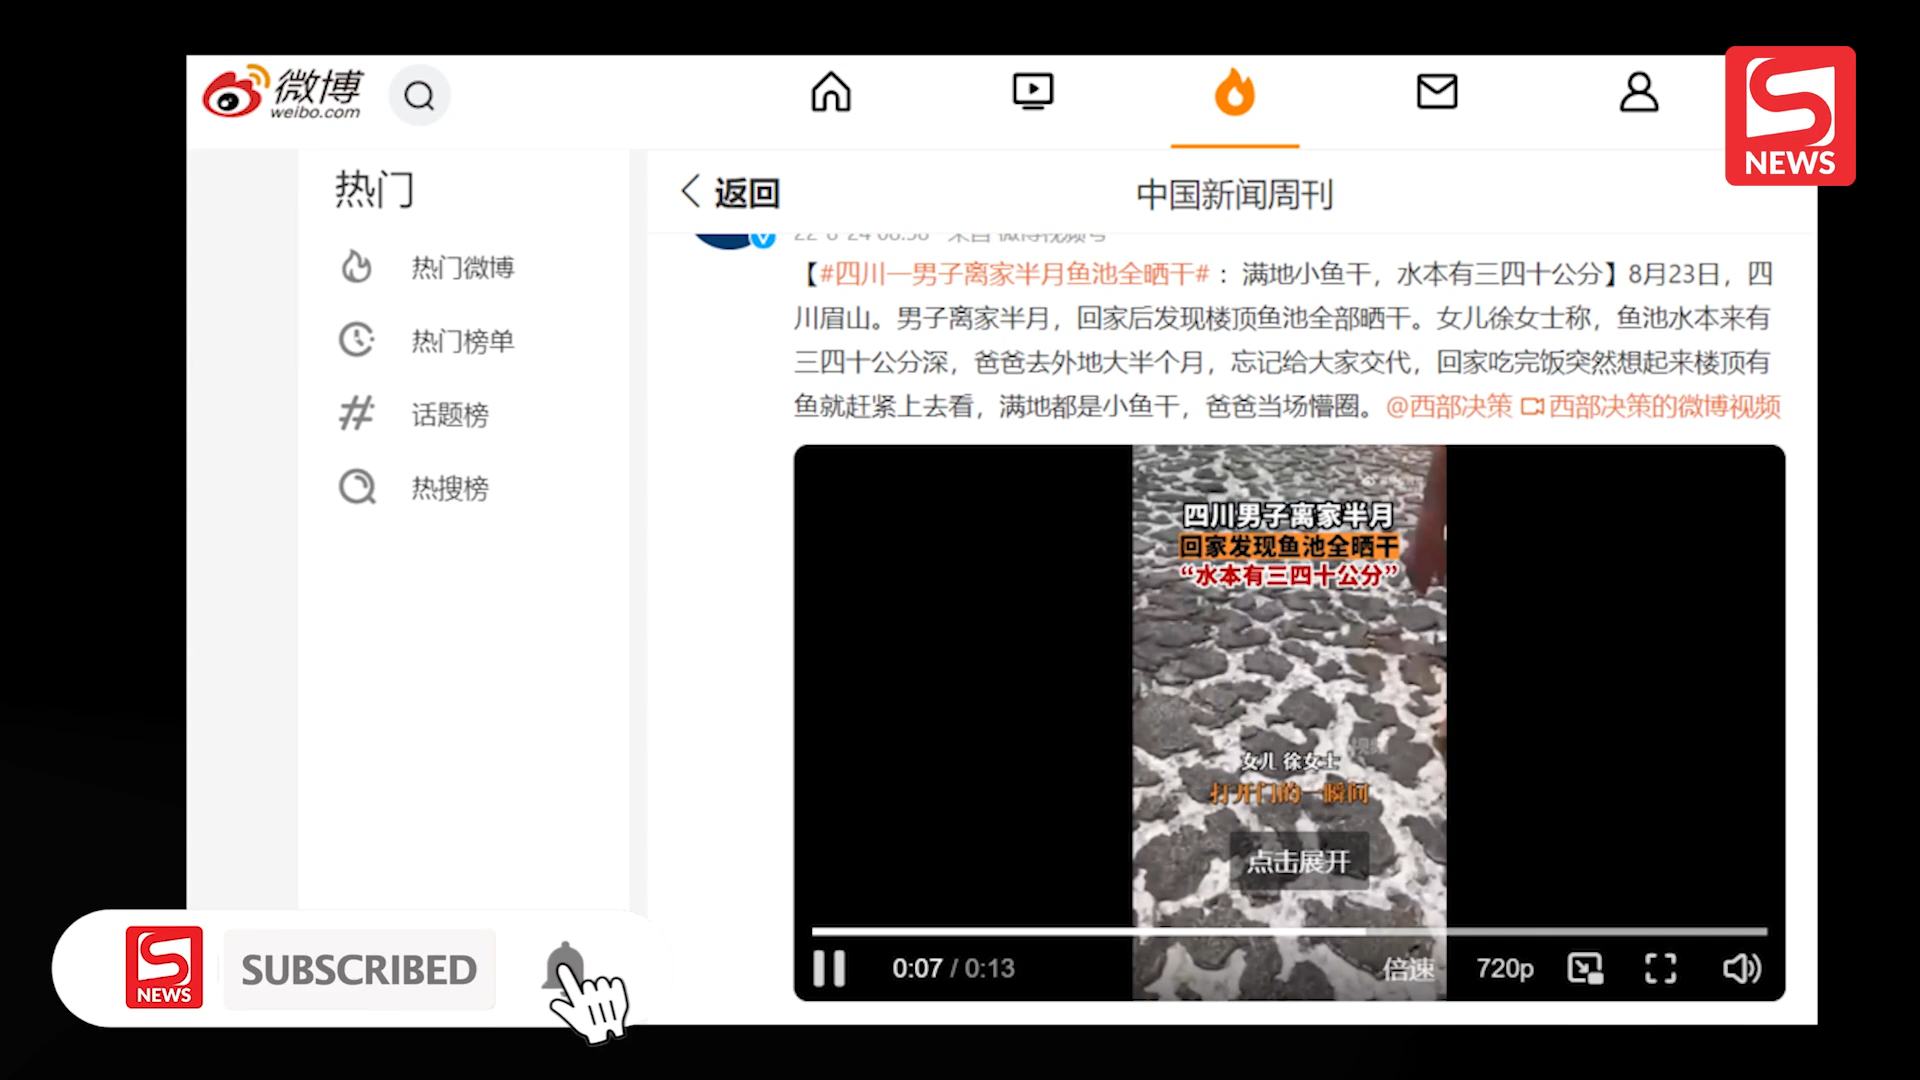 微博
weibo.com
NEWS
热门
热门微博
热门榜单
话题榜
热搜榜
返回
中国新闻周刊
【#四川一男子离家半月鱼池全晒干#：满地小鱼干，水本有三四十公分】8月23日，四
川眉山。男子离家半月，回家后发现楼顶鱼池全部晒干。女儿徐女士称，鱼池水本来有
三四十公分深，爸爸去外地大半个月，忘记给大家交代，回家吃完饭突然想起来楼顶有
鱼就赶紧上去看，满地都是小鱼干，爸爸当场懵圈。@西部决策 西部决策的微博视频
四川男子离家半月
回家发现鱼池全晒干
“水本有三四十公分”
女儿 徐女士
打开门的一瞬间
点击展开
0:07 / 0:13
倍速
720p
NEWS
SUBSCRIBED